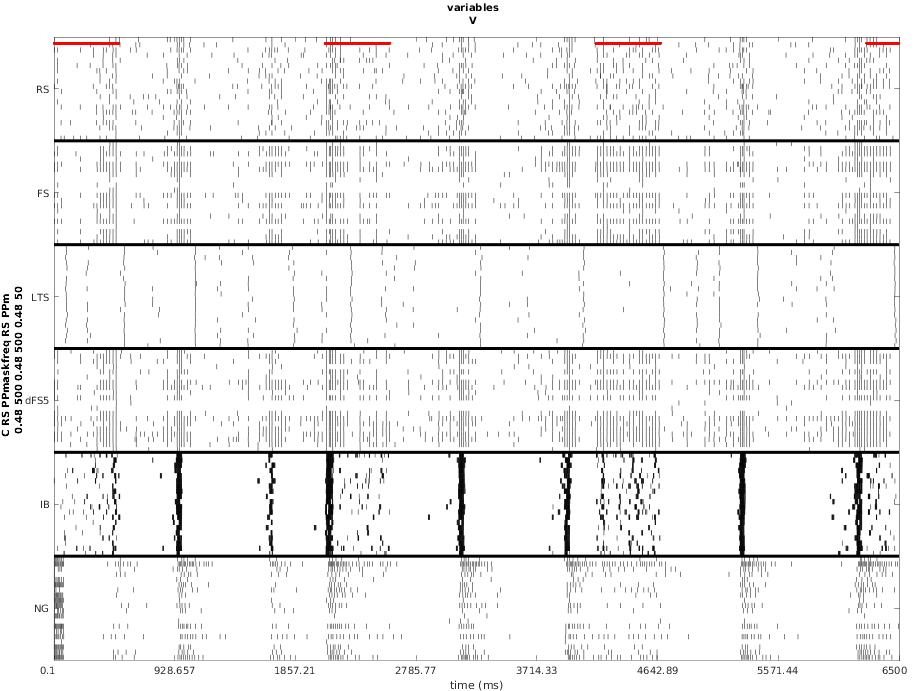 variables
V
RS
FS
LTS
dFS5
IB
NG
C RS PPmaskfreq RS PPm
0.48 500 0.48 500 0.48 50
0.1 928.657 1857.21 2785.77 3714.33 4642.89 5571.44 6500
time (ms)